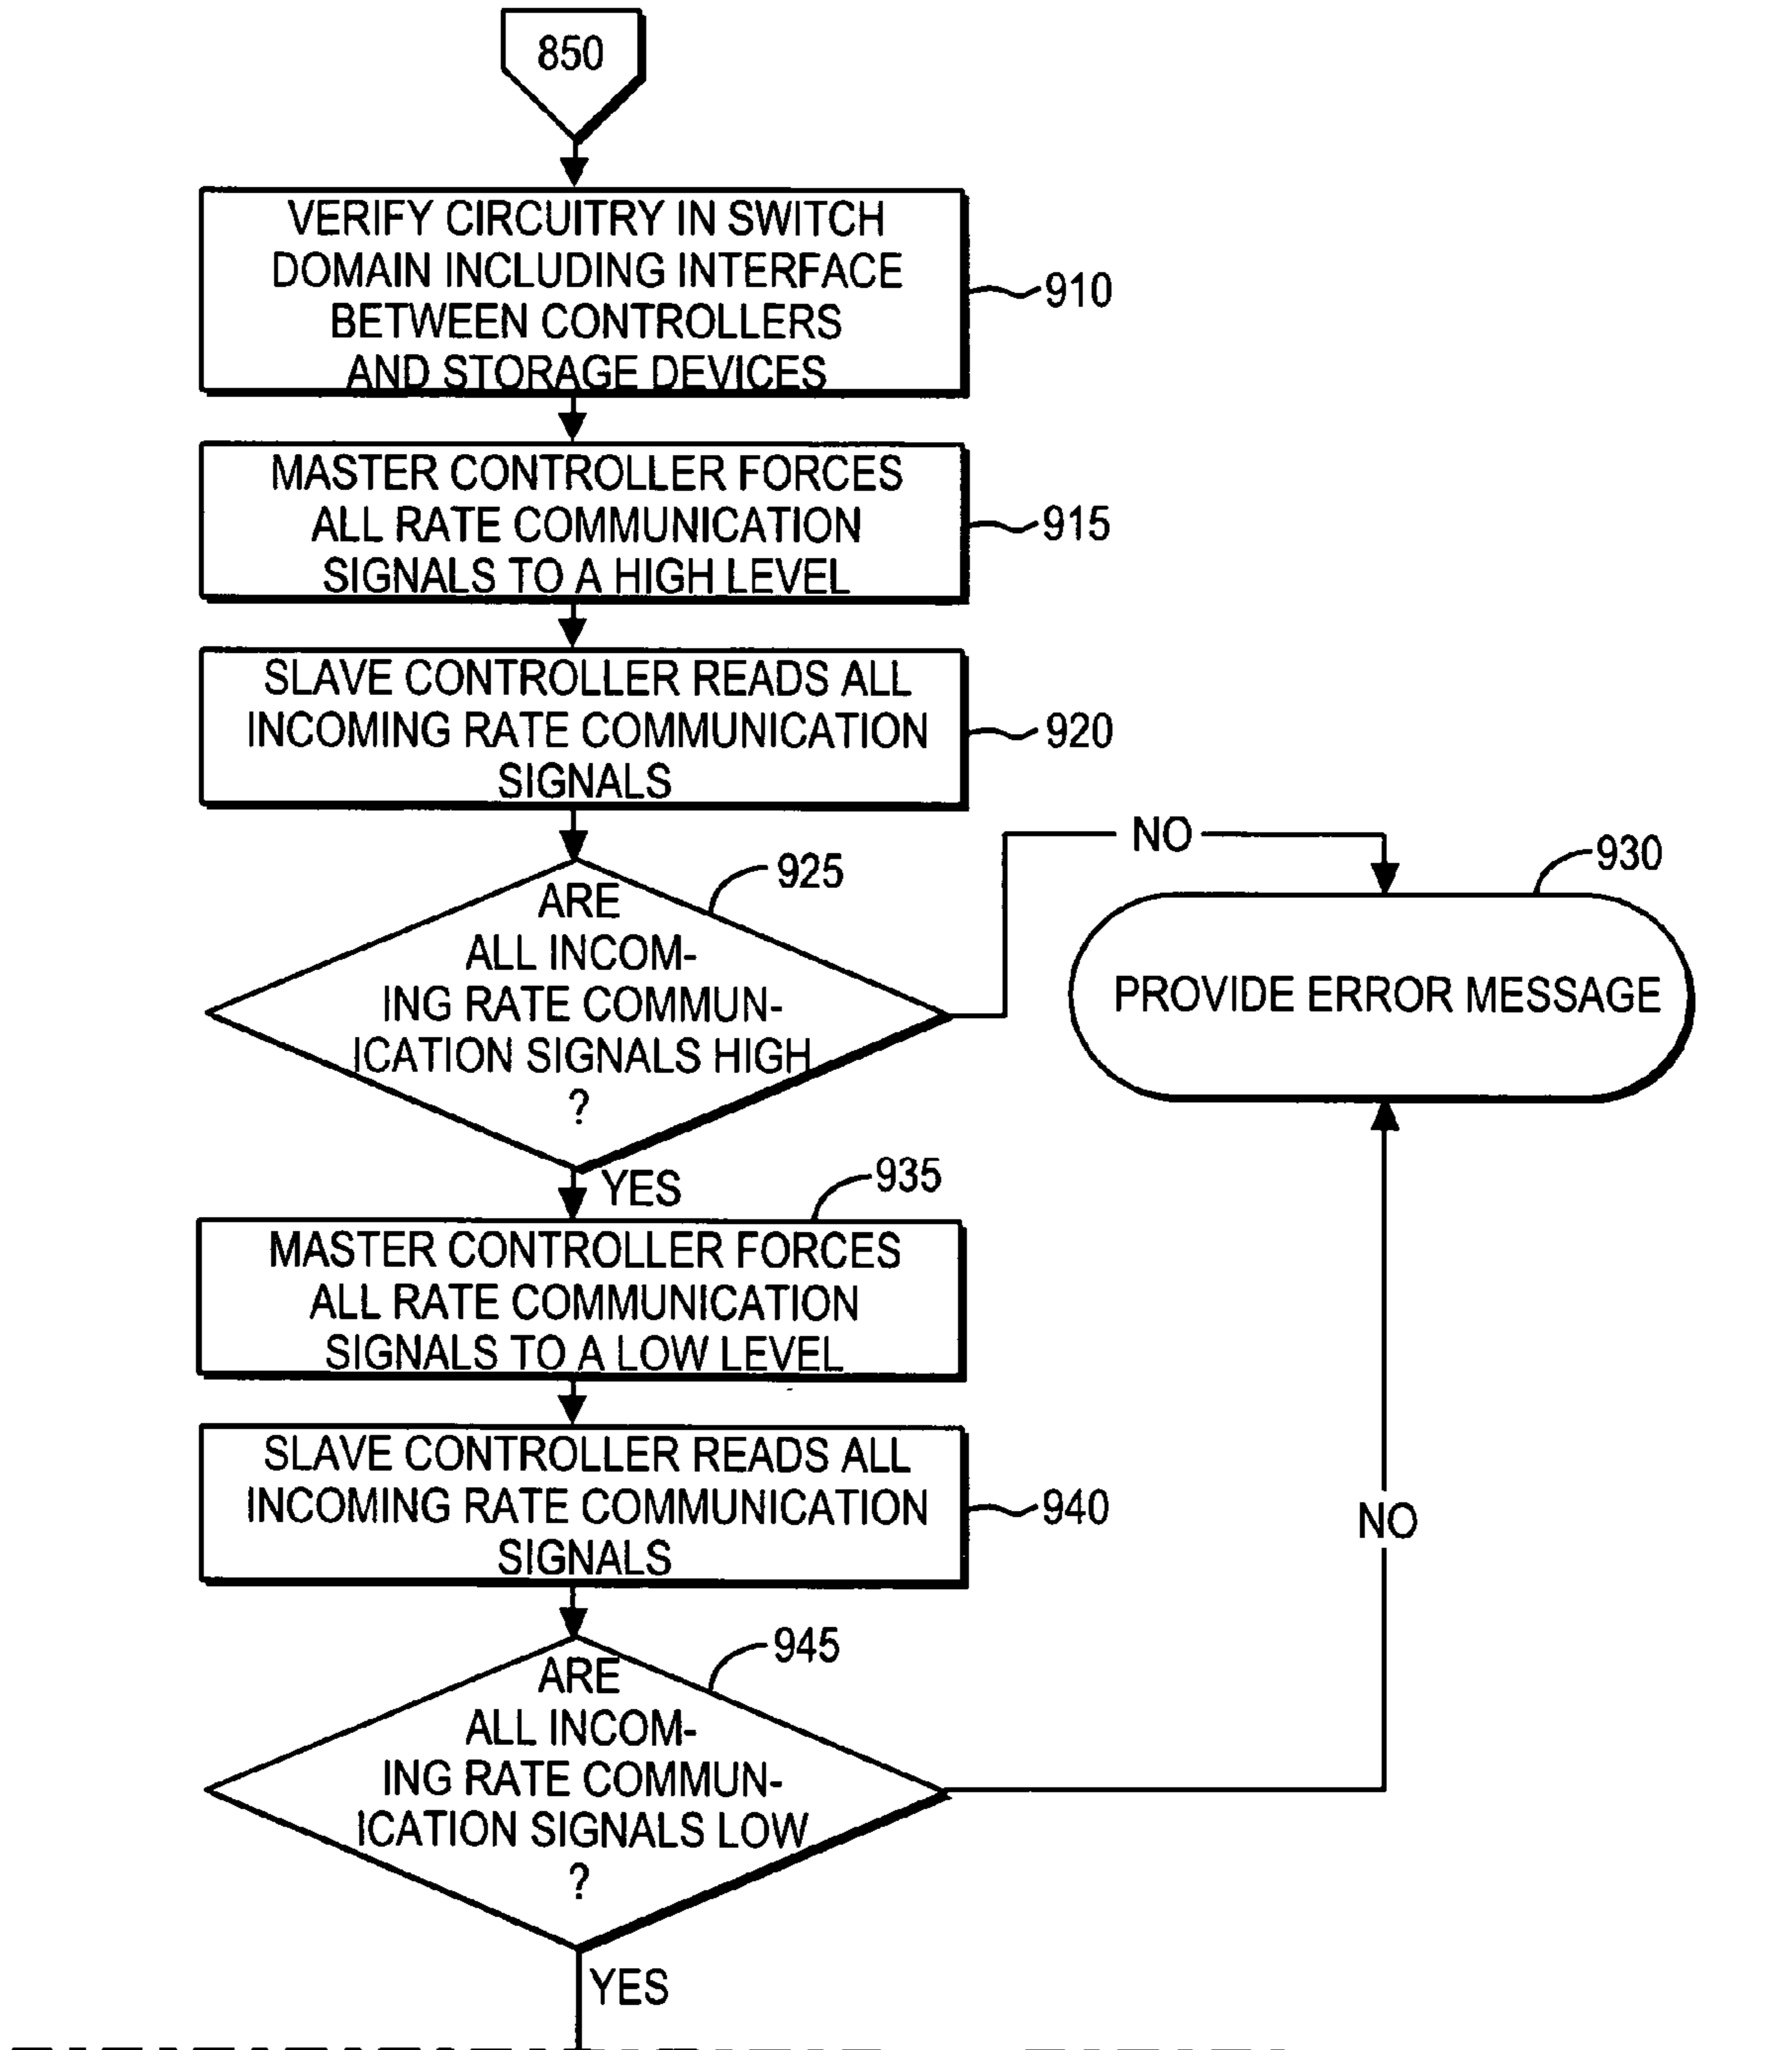 850
VERIFY CIRCUITRY IN SWITCH
DOMAIN INCLUDING INTERFACE
BETWEEN CONTROLLERS
AND STORAGE DEVICES
910
MASTER CONTROLLER FORCES
ALL RATE COMMUNICATION
SIGNALS TO A HIGH LEVEL
915
SLAVE CONTROLLER READS ALL
INCOMING RATE COMMUNICATION
SIGNALS
920
NO
925
ARE
ALL INCOM-
ING RATE COMMUN-
ICATION SIGNALS HIGH
?
930
PROVIDE ERROR MESSAGE
YES
935
MASTER CONTROLLER FORCES
ALL RATE COMMUNICATION
SIGNALS TO A LOW LEVEL
SLAVE CONTROLLER READS ALL
INCOMING RATE COMMUNICATION
SIGNALS
940
NO
945
ARE
ALL INCOM-
ING RATE COMMUN-
ICATION SIGNALS LOW
?
YES